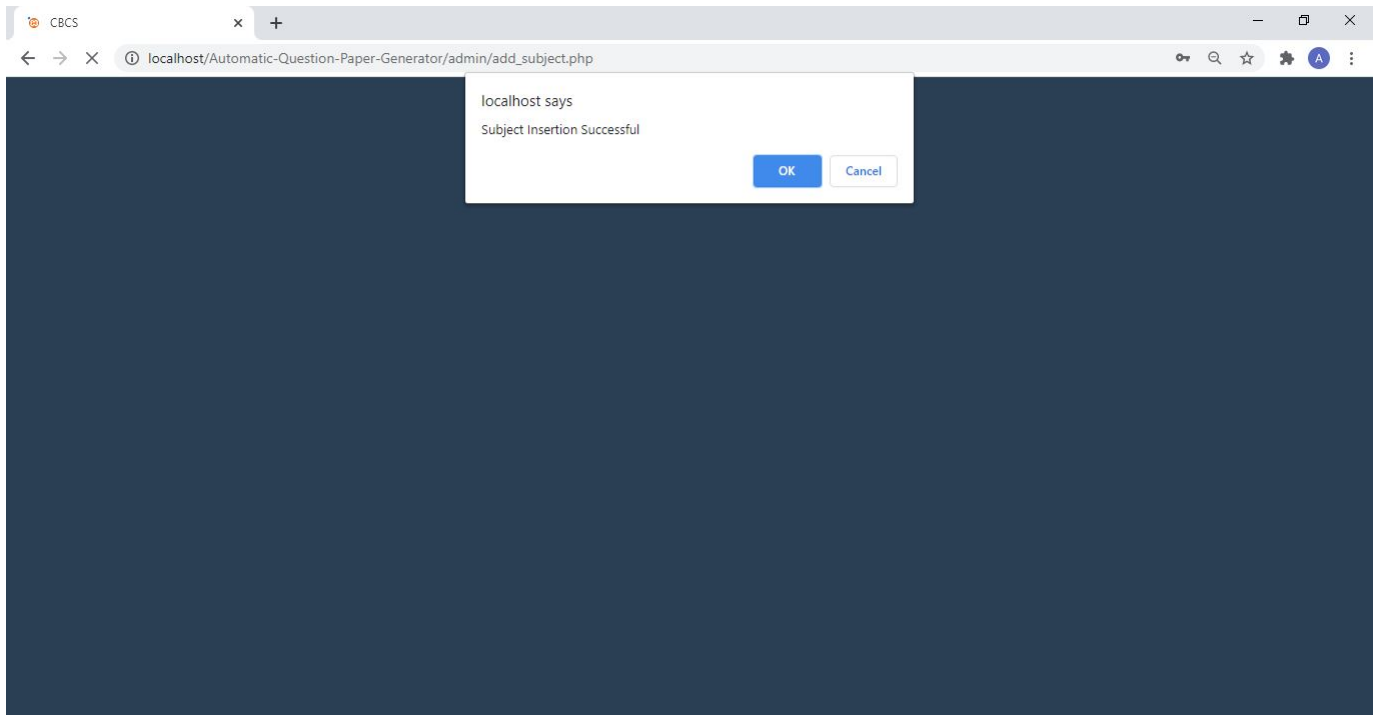 CBCS
localhost/Automatic-Question-Paper-Generator/admin/add_subject.php
A
localhost says
Subject Insertion Successful
OK Cancel